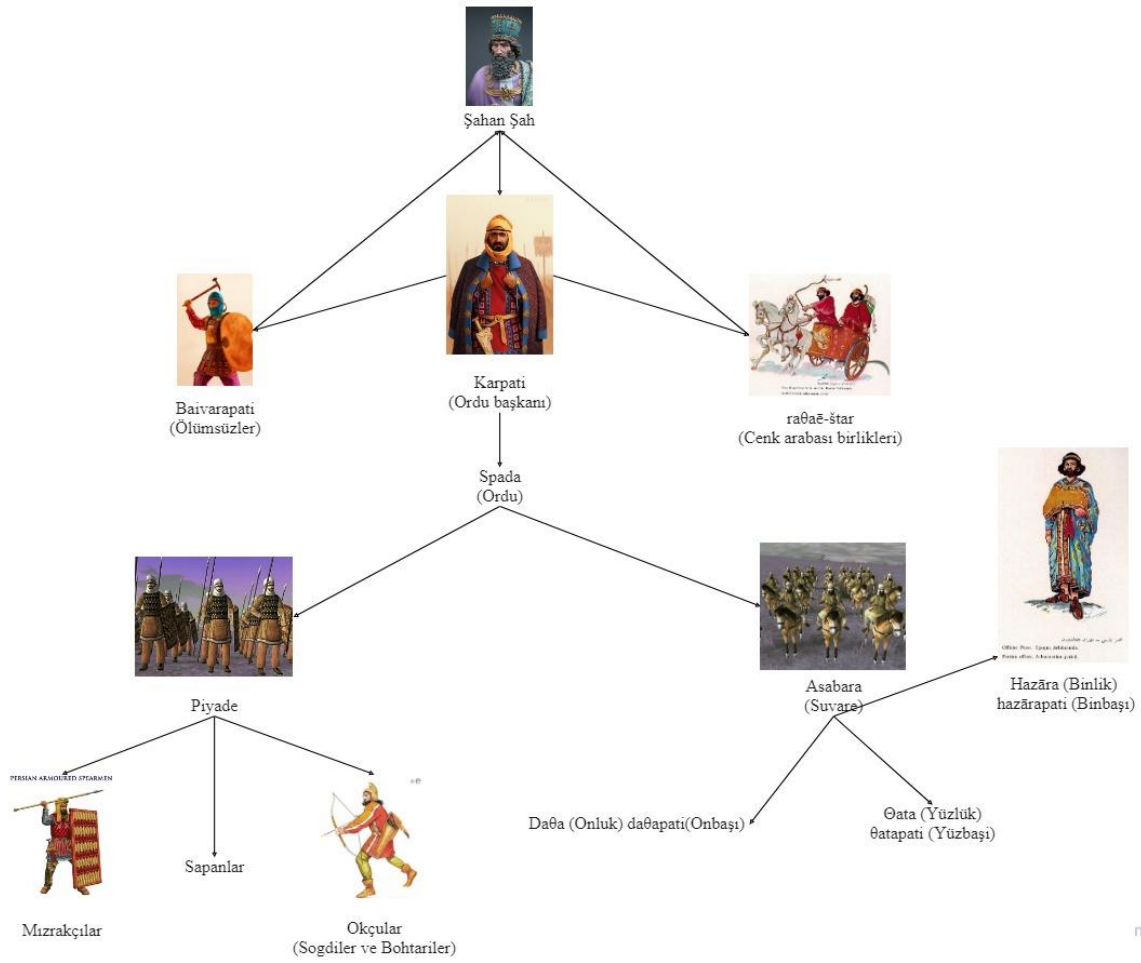 Şahan Şah
Baivarapati
(Ölümsüzler)
Karpati
(Ordu başkanı)
raθaē-štar
(Cenk arabası birlikleri)
Spada
(Ordu)
Piyade
Asabara
(Suvare)
Hazāra (Binlik)
hazārapati (Binbaşı)
PERSIAN ARMOURED SPEARMEN
Daθa (Onluk) daθapati(Onbaşı)
Θata (Yüzlük)
θatapati (Yüzbaşi)
Sapanlar
Mızrakçılar
Okçular
(Sogdiler ve Bohtariler)